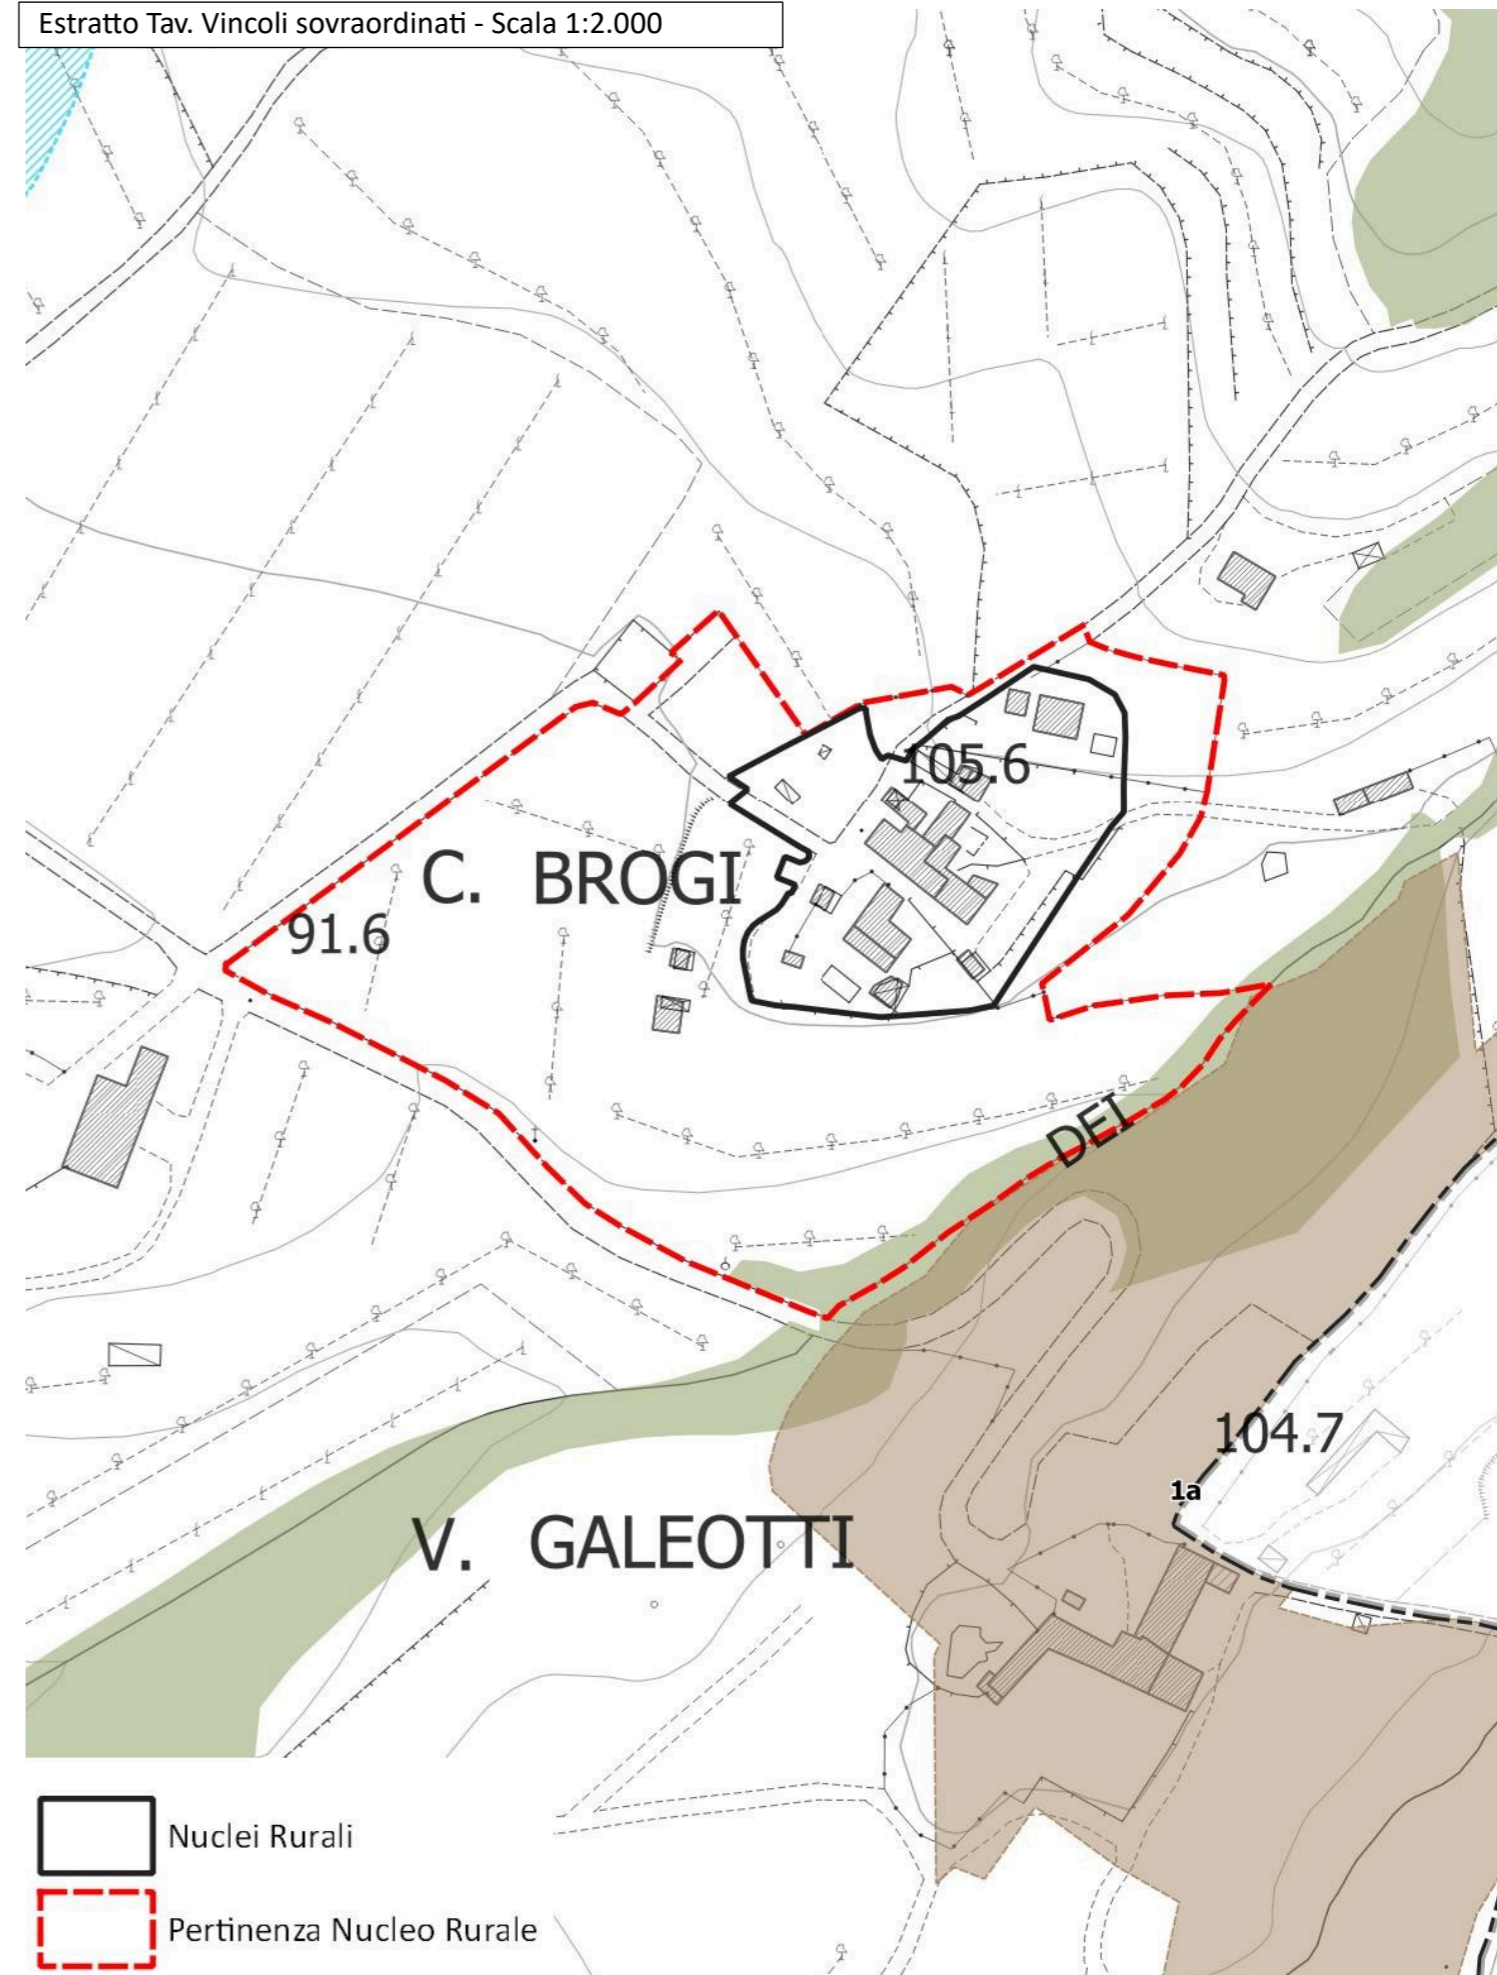 Estratto Tav. Vincoli sovraordinati - Scala 1:2.000
105.6
C. BROGI
91.6
DEI
104.7
1a
V. GALEOTTI
Nuclei Rurali
Pertinenza Nucleo Rurale